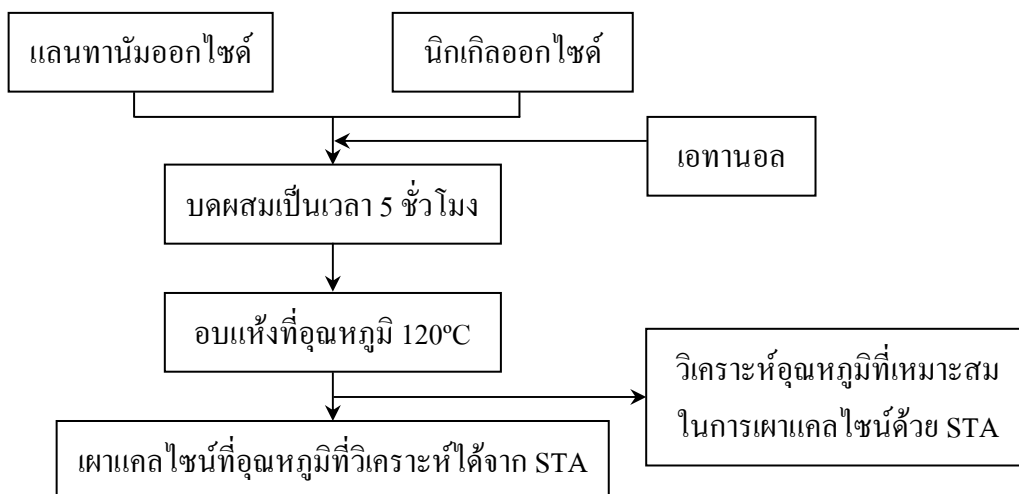 แลนทานัมออกไซด์
นิกเกิลออกไซด์
เอทานอล
บดผสมเป็นเวลา 5 ชั่วโมง
อบแห้งที่อุณหภูมิ 120ºC
วิเคราะห์อุณหภูมิที่เหมาะสม
ในการเผาแคลไซน์ด้วย STA
เผาแคลไซน์ที่อุณหภูมิที่วิเคราะห์ได้จาก STA